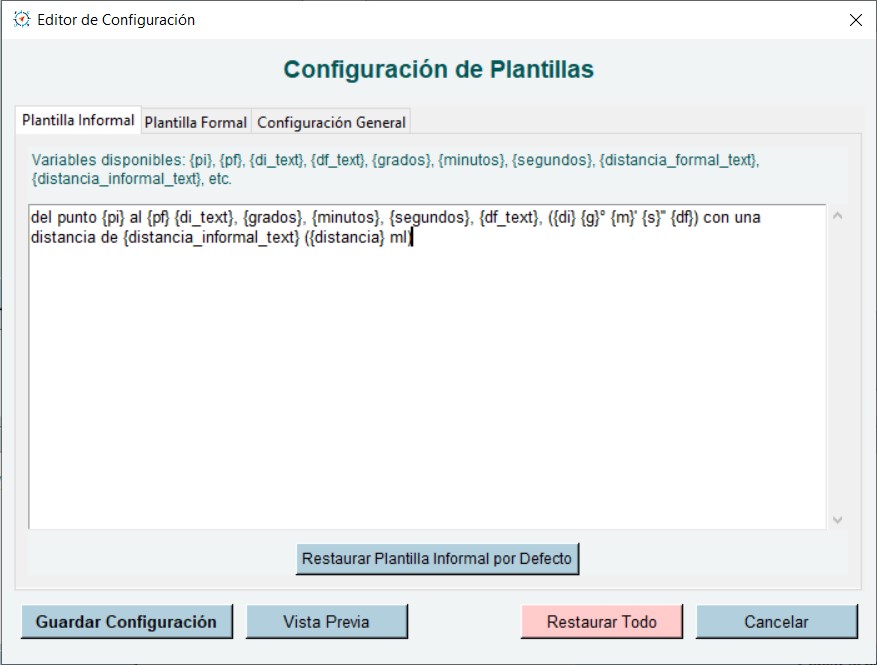 Editor de Configuración
Configuración de Plantillas
Plantilla Informal
Plantilla Formal
Configuración General
Variables disponibles: {pi}, {pf}, {di_text}, {df_text}, {grados}, {minutos}, {segundos}, {distancia_formal_text},
{distancia_informal_text}, etc.
del punto {pi} al {pf} {di_text}, {grados}, {minutos}, {segundos}, {df_text}, ({di} {g}° {m}' {s}" {df}) con una
distancia de {distancia_informal_text} ({distancia} ml)
Restaurar Plantilla Informal por Defecto
Guardar Configuración
Vista Previa
Restaurar Todo
Cancelar